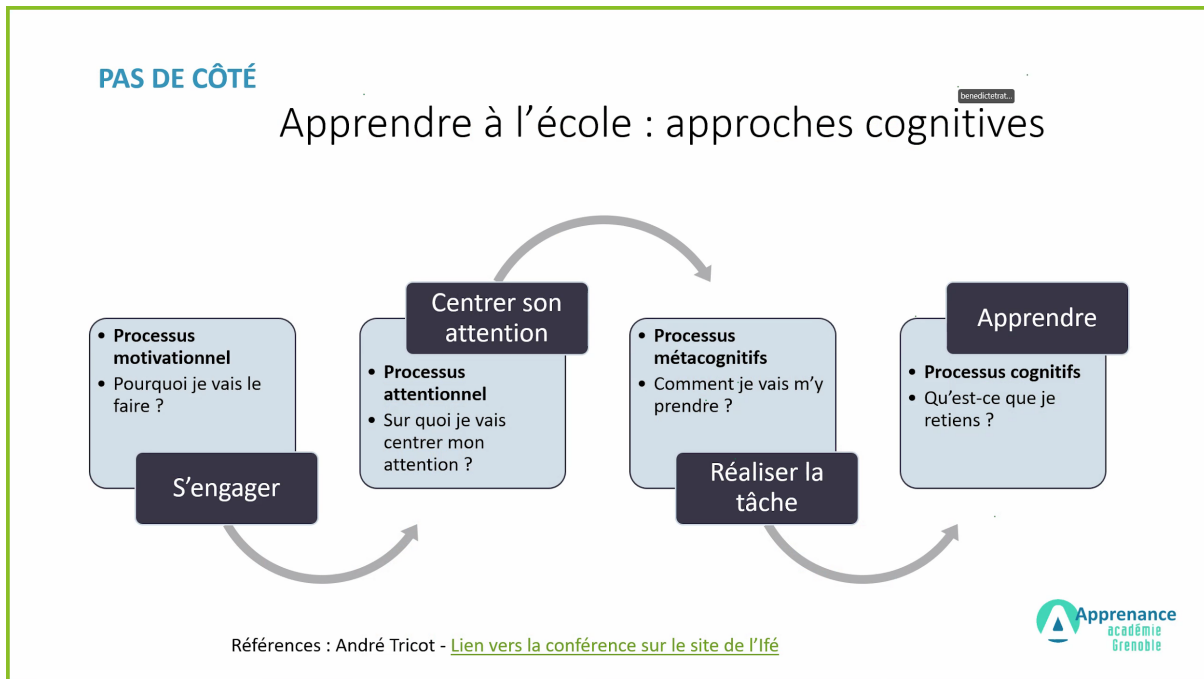 PAS DE CÔTÉ
benedictetrat...
Apprendre à l’école : approches cognitives
• Processus
motivationnel
• Pourquoi je vais le
faire ?
S’engager
Centrer son
attention
• Processus
attentionnel
• Sur quoi je vais
centrer mon
attention ?
• Processus
métacognitifs
• Comment je vais m’y
prendre ?
Réaliser la
tâche
Apprendre
• Processus cognitifs
• Qu’est-ce que je
retiens ?
Références : André Tricot - Lien vers la conférence sur le site de l’Ifé
Apprenance
académie
Grenoble